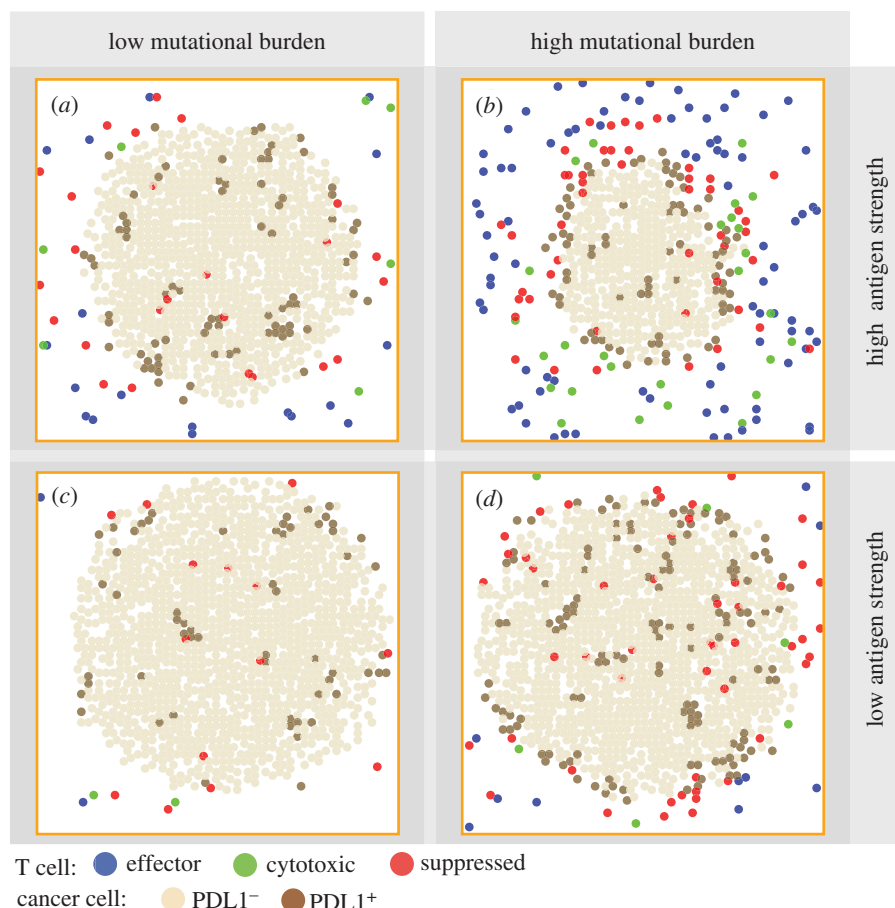 low mutational burden
high mutational burden
(a)
(b)
high antigen strength
(c)
(d)
low antigen strength
T cell: effector cytotoxic suppressed
cancer cell: PDL1⁻ PDL1⁺